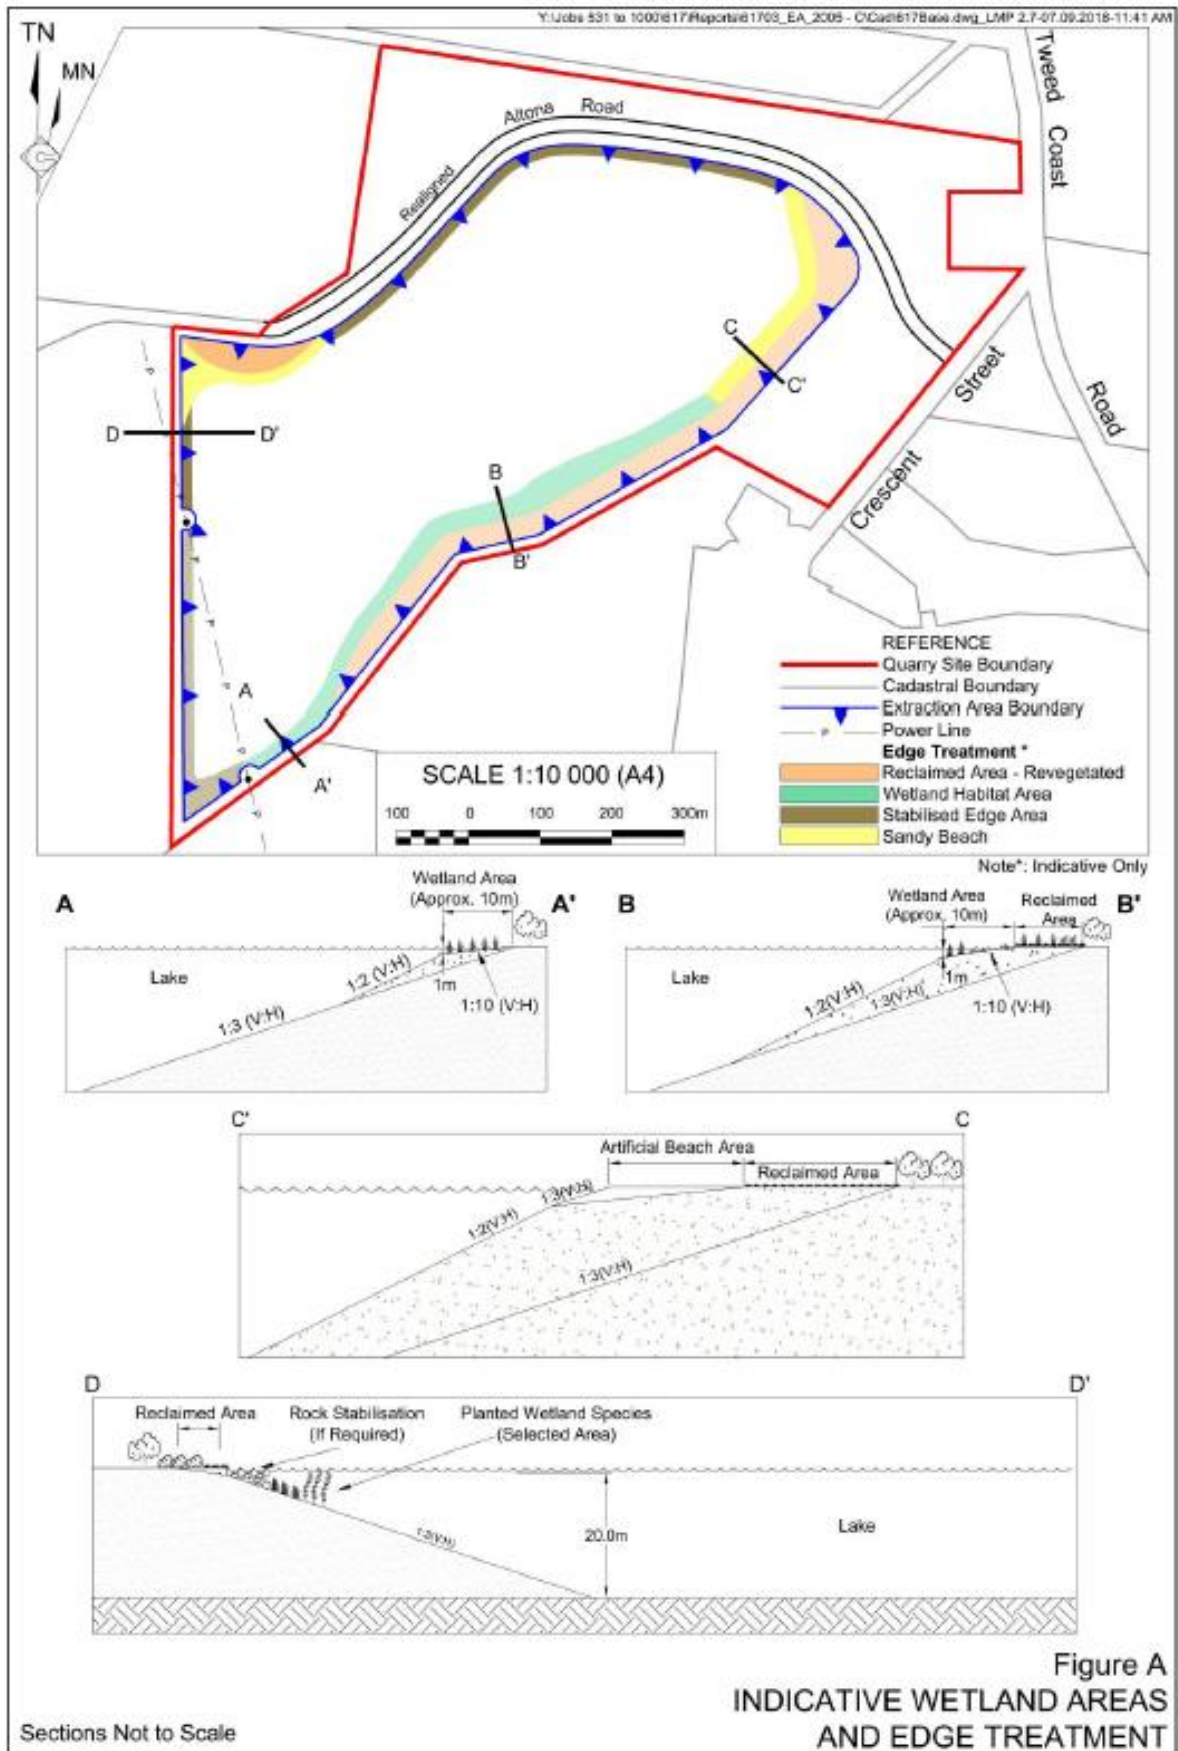 Y:\Jobs 531 to 1000\617\Reports\61703_EA_2005 - C\Cad\617Base.dwg_LMP 2.7-07.09.2018-11:41 AM
TN
MN
Tweed Coast Road
Realigned Altona Road
Crescent Street
C
C'
D
D'
B
B'
A
A'
P
P
P
P
P
P
REFERENCE
Quarry Site Boundary
Cadastral Boundary
Extraction Area Boundary
P Power Line
Edge Treatment *
Reclaimed Area - Revegetated
Wetland Habitat Area
Stabilised Edge Area
Sandy Beach
SCALE 1:10 000 (A4)
100 0 100 200 300m
Note*: Indicative Only
A
A'
Wetland Area
(Approx. 10m)
Lake
1:2 (V:H)
1m
1:10 (V:H)
1:3 (V:H)
B
B'
Wetland Area
(Approx. 10m)
Reclaimed
Area
Lake
1:2(V:H)
1:3(V:H)
1m
1:10 (V:H)
C'
C
Artificial Beach Area
Reclaimed Area
1:3(V:H)
1:2(V:H)
1:3(V:H)
D
D'
Reclaimed Area
Rock Stabilisation
(If Required)
Planted Wetland Species
(Selected Area)
1:3(V:H)
20.0m
Lake
Figure A
INDICATIVE WETLAND AREAS
AND EDGE TREATMENT
Sections Not to Scale